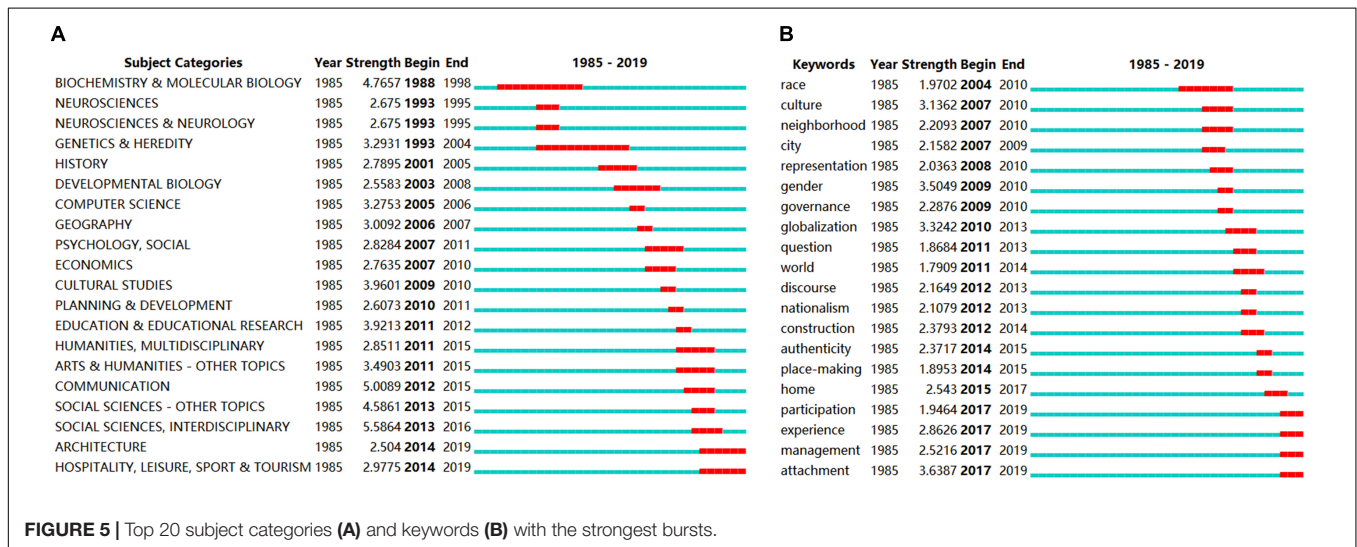 A
Subject Categories Year Strength Begin End 1985 - 2019
BIOCHEMISTRY & MOLECULAR BIOLOGY 1985 4.7657 1988 1998
NEUROSCIENCES 1985 2.675 1993 1995
NEUROSCIENCES & NEUROLOGY 1985 2.675 1993 1995
GENETICS & HEREDITY 1985 3.2931 1993 2004
HISTORY 1985 2.7895 2001 2005
DEVELOPMENTAL BIOLOGY 1985 2.5583 2003 2008
COMPUTER SCIENCE 1985 3.2753 2005 2006
GEOGRAPHY 1985 3.0092 2006 2007
PSYCHOLOGY, SOCIAL 1985 2.8284 2007 2011
ECONOMICS 1985 2.7635 2007 2010
CULTURAL STUDIES 1985 3.9601 2009 2010
PLANNING & DEVELOPMENT 1985 2.6073 2010 2011
EDUCATION & EDUCATIONAL RESEARCH 1985 3.9213 2011 2012
HUMANITIES, MULTIDISCIPLINARY 1985 2.8511 2011 2015
ARTS & HUMANITIES - OTHER TOPICS 1985 3.4903 2011 2015
COMMUNICATION 1985 5.0089 2012 2015
SOCIAL SCIENCES - OTHER TOPICS 1985 4.5861 2013 2015
SOCIAL SCIENCES, INTERDISCIPLINARY 1985 5.5864 2013 2016
ARCHITECTURE 1985 2.504 2014 2019
HOSPITALITY, LEISURE, SPORT & TOURISM 1985 2.9775 2014 2019
B
Keywords Year Strength Begin End 1985 - 2019
race 1985 1.9702 2004 2010
culture 1985 3.1362 2007 2010
neighborhood 1985 2.2093 2007 2010
city 1985 2.1582 2007 2009
representation 1985 2.0363 2008 2010
gender 1985 3.5049 2009 2010
governance 1985 2.2876 2009 2010
globalization 1985 3.3242 2010 2013
question 1985 1.8684 2011 2013
world 1985 1.7909 2011 2014
discourse 1985 2.1649 2012 2013
nationalism 1985 2.1079 2012 2013
construction 1985 2.3793 2012 2014
authenticity 1985 2.3717 2014 2015
place-making 1985 1.8953 2014 2015
home 1985 2.543 2015 2017
participation 1985 1.9464 2017 2019
experience 1985 2.8626 2017 2019
management 1985 2.5216 2017 2019
attachment 1985 3.6387 2017 2019
FIGURE 5 | Top 20 subject categories (A) and keywords (B) with the strongest bursts.